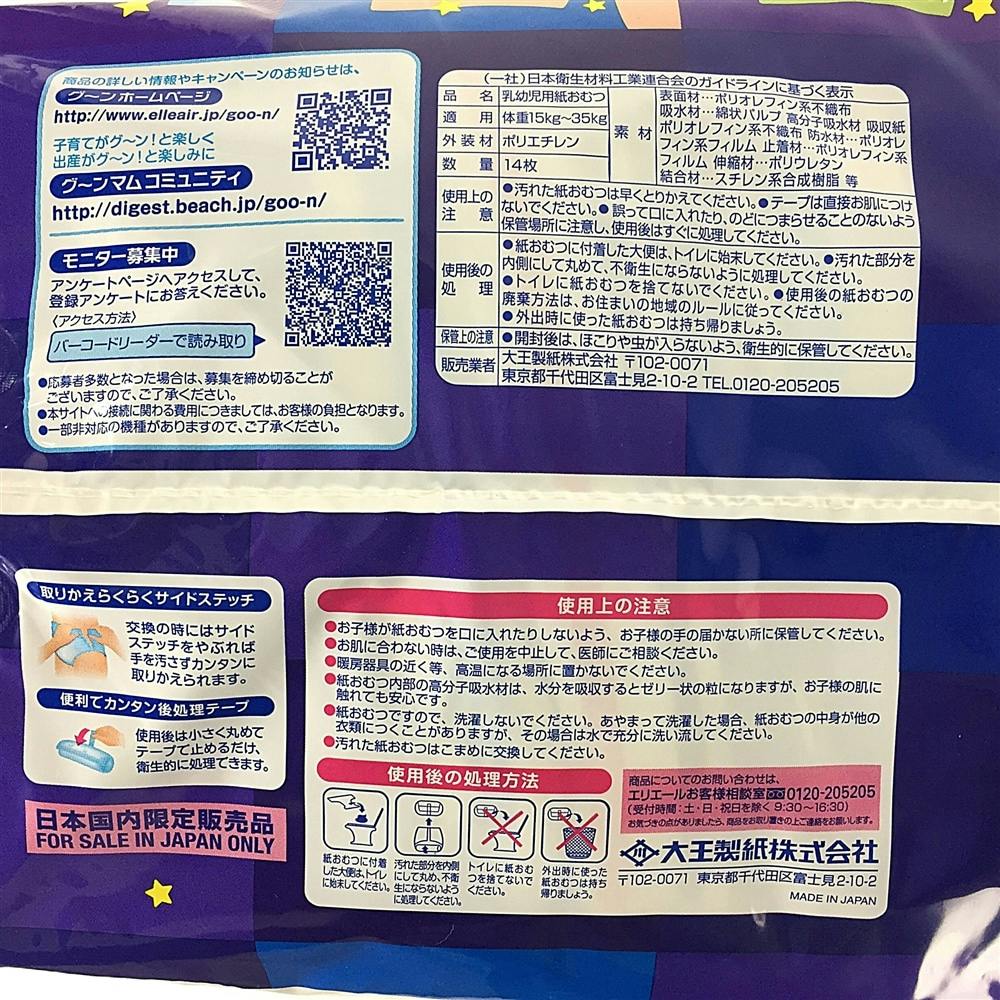 商品の詳しい情報やキャンペーンのお知らせは、
グ〜ンホームページ
http://www.elleair.jp/goo-n/
子育てがグ〜ン!と楽しく
出産がグ〜ン!と楽しみに
グ〜ンマムコミュニティ
http://digest.beach.jp/goo-n/
モニター募集中
アンケートページへアクセスして、
登録アンケートにお答えください。
〈アクセス方法〉
バーコードリーダーで読み取り
●応募者多数となった場合は、募集を締め切ることが
ございますので、ご了承ください。
●本サイトへの接続に関わる費用につきましては、お客様の負担となります。
●一部非対応の機種がありますので、ご了承ください。
(一社)日本衛生材料工業連合会のガイドラインに基づく表示
品名 乳幼児用紙おむつ
適用 体重15kg〜35kg
外装材 ポリエチレン
数量 14枚
素材
表面材…ポリオレフィン系不織布
吸水材…綿状パルプ 高分子吸水材 吸収紙
ポリオレフィン系不織布 防水材…ポリオレ
フィン系フィルム 止着材…ポリオレフィン系
フィルム 伸縮材…ポリウレタン
結合材…スチレン系合成樹脂 等
使用上の注意
●汚れた紙おむつは早くとりかえてください。●テープは直接お肌につけ
ないでください。●誤って口に入れたり、のどにつまらせることのないよう
保管場所に注意し、使用後はすぐに処理してください。
使用後の処理
●紙おむつに付着した大便は、トイレに始末してください。●汚れた部分を
内側にして丸めて、不衛生にならないように処理してください。
●トイレに紙おむつを捨てないでください。●使用後の紙おむつの
廃棄方法は、お住まいの地域のルールに従ってください。
●外出時に使った紙おむつは持ち帰りましょう。
保管上の注意 ●開封後は、ほこりや虫が入らないよう、衛生的に保管してください。
販売業者 大王製紙株式会社 〒102-0071
東京都千代田区富士見2-10-2 TEL.0120-205205
取りかえらくらくサイドステッチ
交換の時にはサイド
ステッチをやぶれば
手を汚さずカンタンに
取りかえられます。
便利でカンタン後処理テープ
使用後は小さく丸めて
テープで止めるだけ、
衛生的に処理できます。
日本国内限定販売品
FOR SALE IN JAPAN ONLY
使用上の注意
●お子様が紙おむつを口に入れたりしないよう、お子様の手の届かない所に保管してください。
●お肌に合わない時は、ご使用を中止して、医師にご相談ください。
●暖房器具の近く等、高温になる場所に置かないでください。
●紙おむつ内部の高分子吸水材は、水分を吸収するとゼリー状の粒になりますが、お子様の肌に
触れても安心です。
●紙おむつですので、洗濯しないでください。あやまって洗濯した場合、紙おむつの中身が他の
衣類につくことがありますが、その場合は水で充分に洗い流してください。
●汚れた紙おむつはこまめに交換してください。
使用後の処理方法
紙おむつに付着
した大便は、トイレ
に始末してください。
汚れた部分を内側
にして丸め、不衛
生にならないように
処理してください。
トイレに紙おむ
つを捨てないで
ください。
外出時に使った
紙おむつは持ち
帰りましょう。
商品についてのお問い合わせは、
エリエールお客様相談室 0120-205205
(受付時間:土・日・祝日を除く 9:30〜16:30)
お気づきの点がありましたら、商品をお取り置きの上ご連絡をお願いします。
大王製紙株式会社
〒102-0071 東京都千代田区富士見2-10-2
MADE IN JAPAN